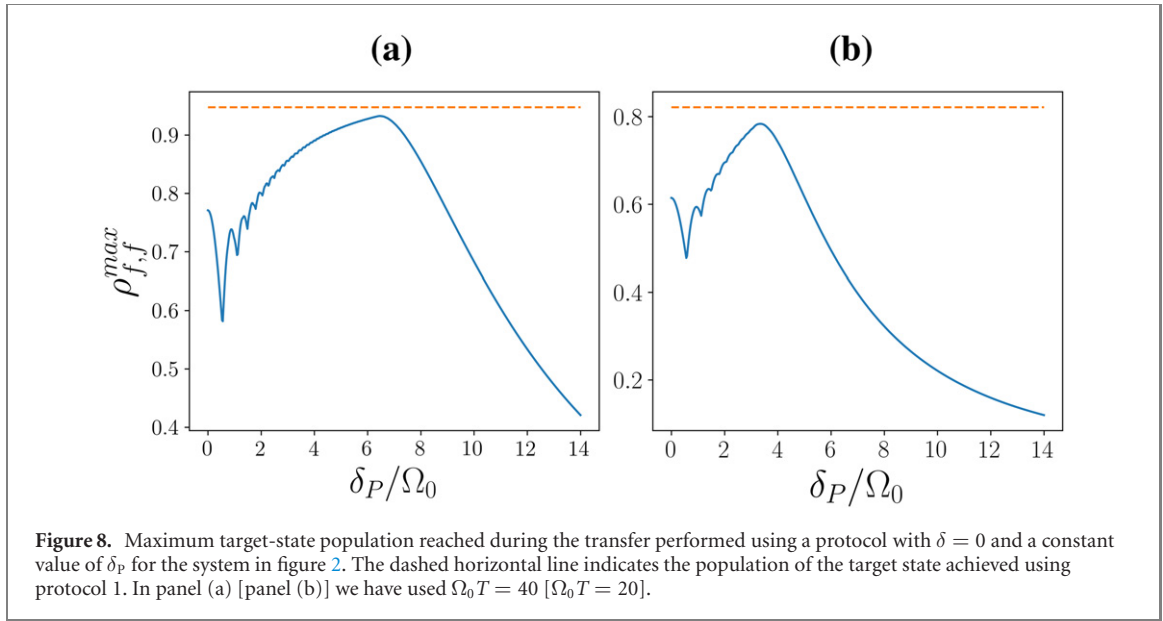 (a)
(b)
0.9
0.8
0.7
0.6
0.5
0.4
ρ_{f,f}^{max}
0 2 4 6 8 10 12 14
δ_P/Ω_0
0.8
0.6
0.4
0.2
0 2 4 6 8 10 12 14
δ_P/Ω_0
Figure 8. Maximum target-state population reached during the transfer performed using a protocol with δ = 0 and a constant
value of δ_P for the system in figure 2. The dashed horizontal line indicates the population of the target state achieved using
protocol 1. In panel (a) [panel (b)] we have used Ω_0T = 40 [Ω_0T = 20].